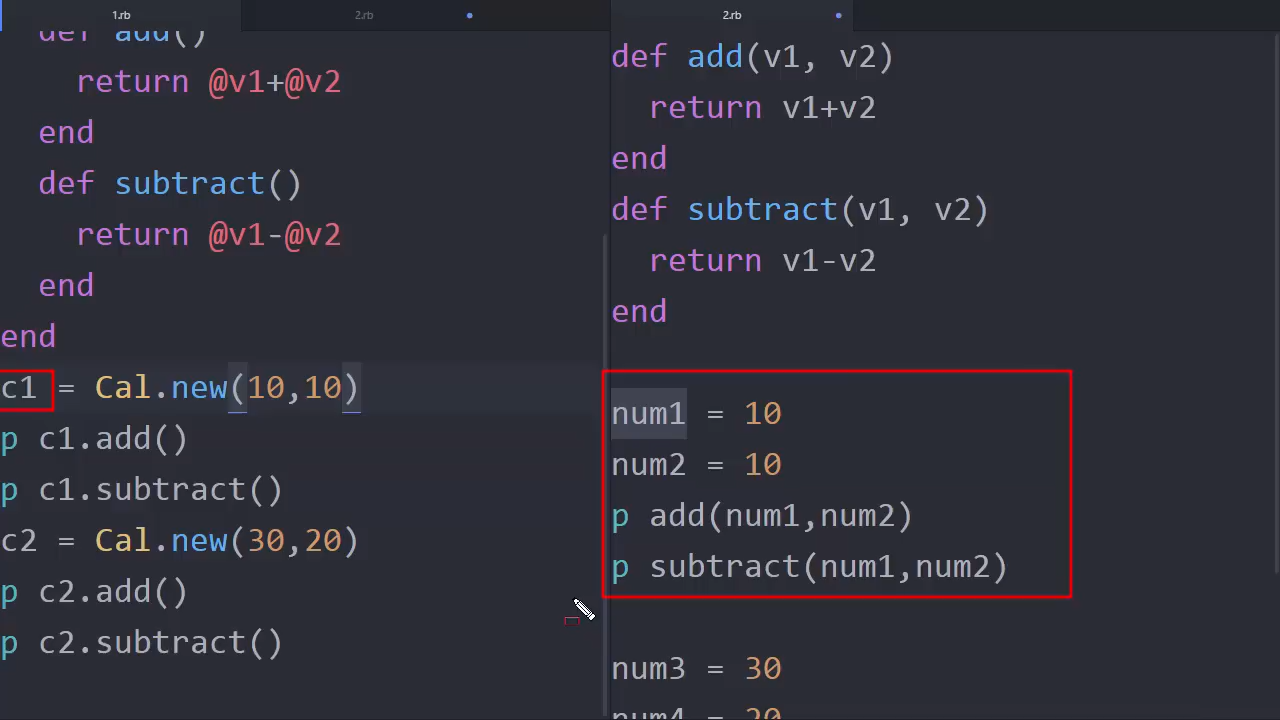 1.rb
2.rb
def add()
    return @v1+@v2
  end
  def subtract()
    return @v1-@v2
  end
end
c1 = Cal.new(10,10)
p c1.add()
p c1.subtract()
c2 = Cal.new(30,20)
p c2.add()
p c2.subtract()
2.rb
def add(v1, v2)
  return v1+v2
end
def subtract(v1, v2)
  return v1-v2
end
num1 = 10
num2 = 10
p add(num1,num2)
p subtract(num1,num2)
num3 = 30
num4 = 20